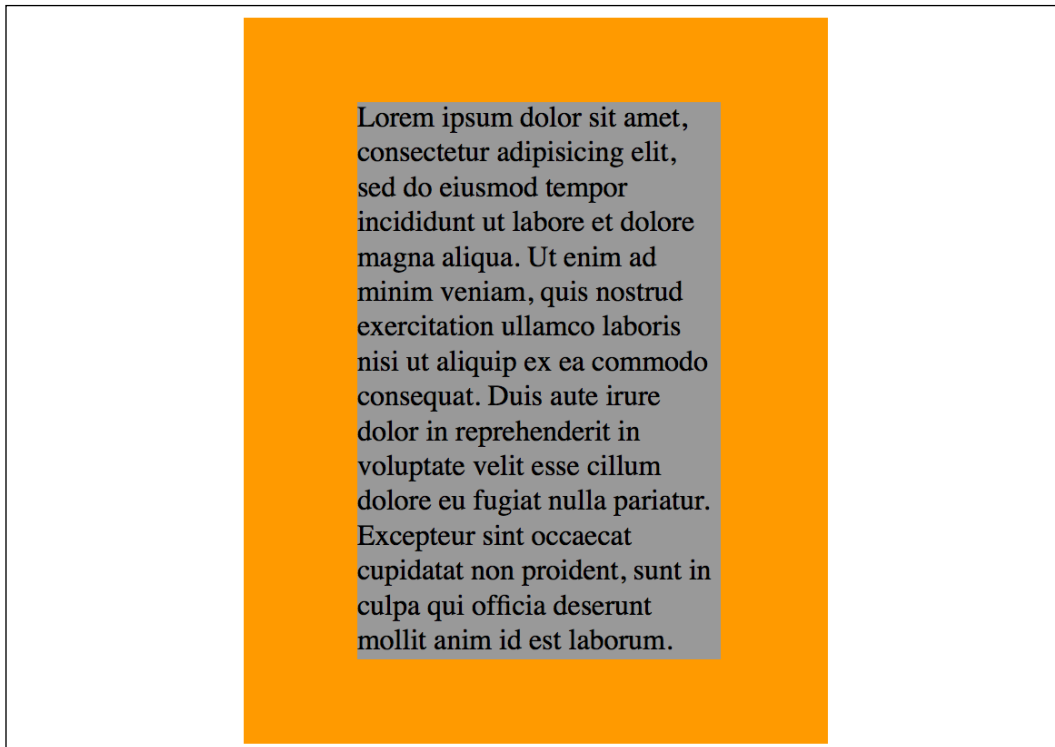 Lorem ipsum dolor sit amet,
consectetur adipisicing elit,
sed do eiusmod tempor
incididunt ut labore et dolore
magna aliqua. Ut enim ad
minim veniam, quis nostrud
exercitation ullamco laboris
nisi ut aliquip ex ea commodo
consequat. Duis aute irure
dolor in reprehenderit in
voluptate velit esse cillum
dolore eu fugiat nulla pariatur.
Excepteur sint occaecat
cupidatat non proident, sunt in
culpa qui officia deserunt
mollit anim id est laborum.